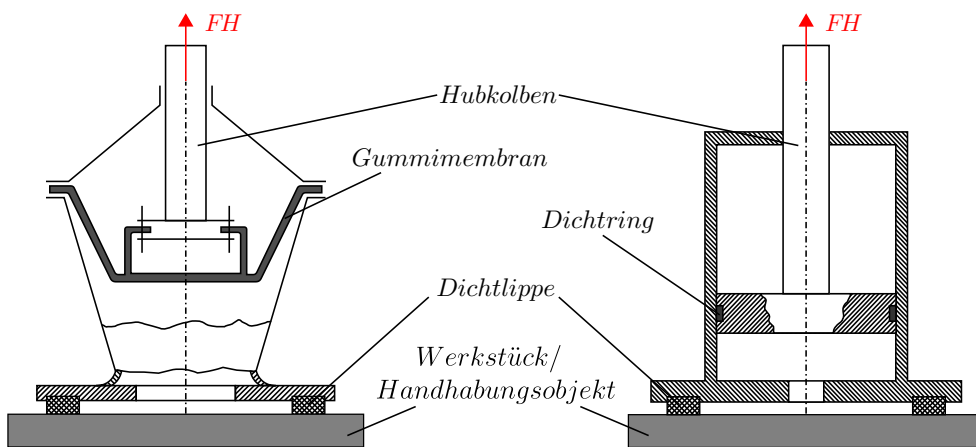 FH
FH
Hubkolben
Gummimembran
Dichtring
Dichtlippe
Werkstück/
Handhabungsobjekt